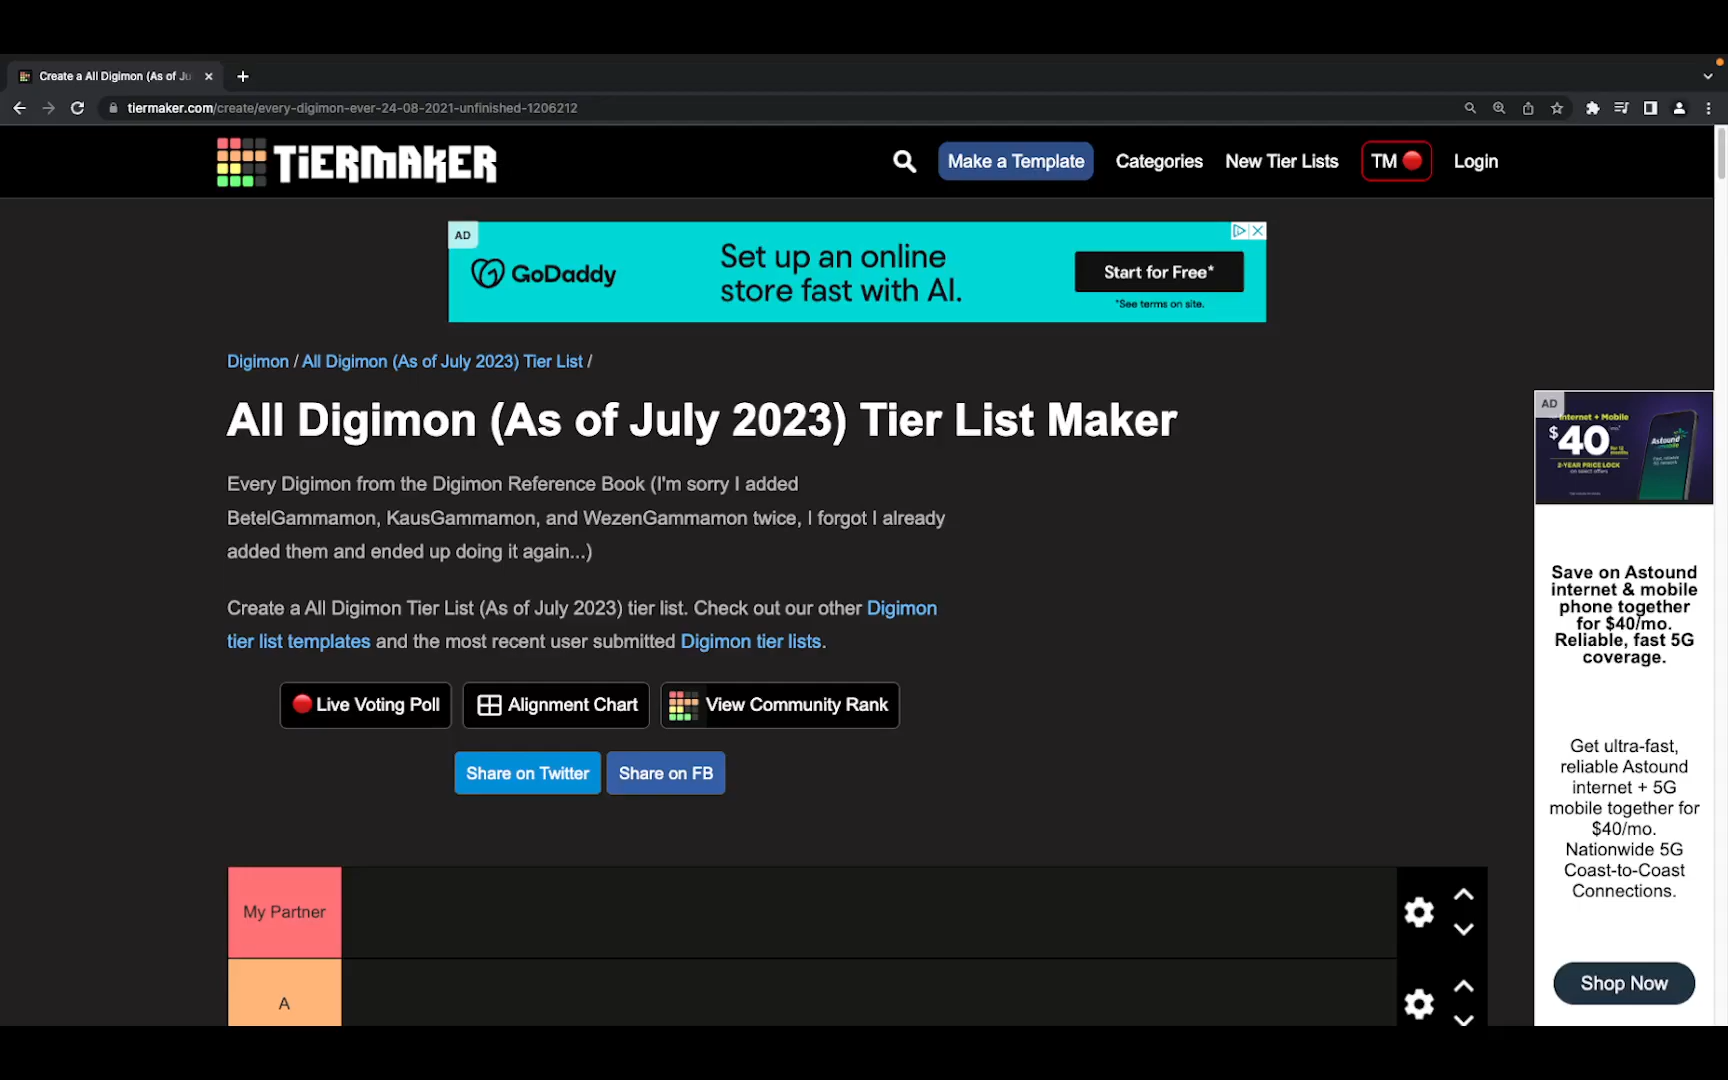 Create a All Digimon (As of Ju
tiermaker.com/create/every-digimon-ever-24-08-2021-unfinished-1206212
TiERMAKER
Make a Template
Categories
New Tier Lists
TM
Login
AD
GoDaddy
Set up an online
store fast with AI.
Start for Free*
*See terms on site.
Digimon / All Digimon (As of July 2023) Tier List /
All Digimon (As of July 2023) Tier List Maker
Every Digimon from the Digimon Reference Book (I'm sorry I added
BetelGammamon, KausGammamon, and WezenGammamon twice, I forgot I already
added them and ended up doing it again...)
Create a All Digimon Tier List (As of July 2023) tier list. Check out our other Digimon
tier list templates and the most recent user submitted Digimon tier lists.
Live Voting Poll
Alignment Chart
View Community Rank
Share on Twitter
Share on FB
My Partner
A
AD
Internet + Mobile
$40
2-YEAR PRICE LOCK
Astound
mobile
Save on Astound
internet & mobile
phone together
for $40/mo.
Reliable, fast 5G
coverage.
Get ultra-fast,
reliable Astound
internet + 5G
mobile together for
$40/mo.
Nationwide 5G
Coast-to-Coast
Connections.
Shop Now